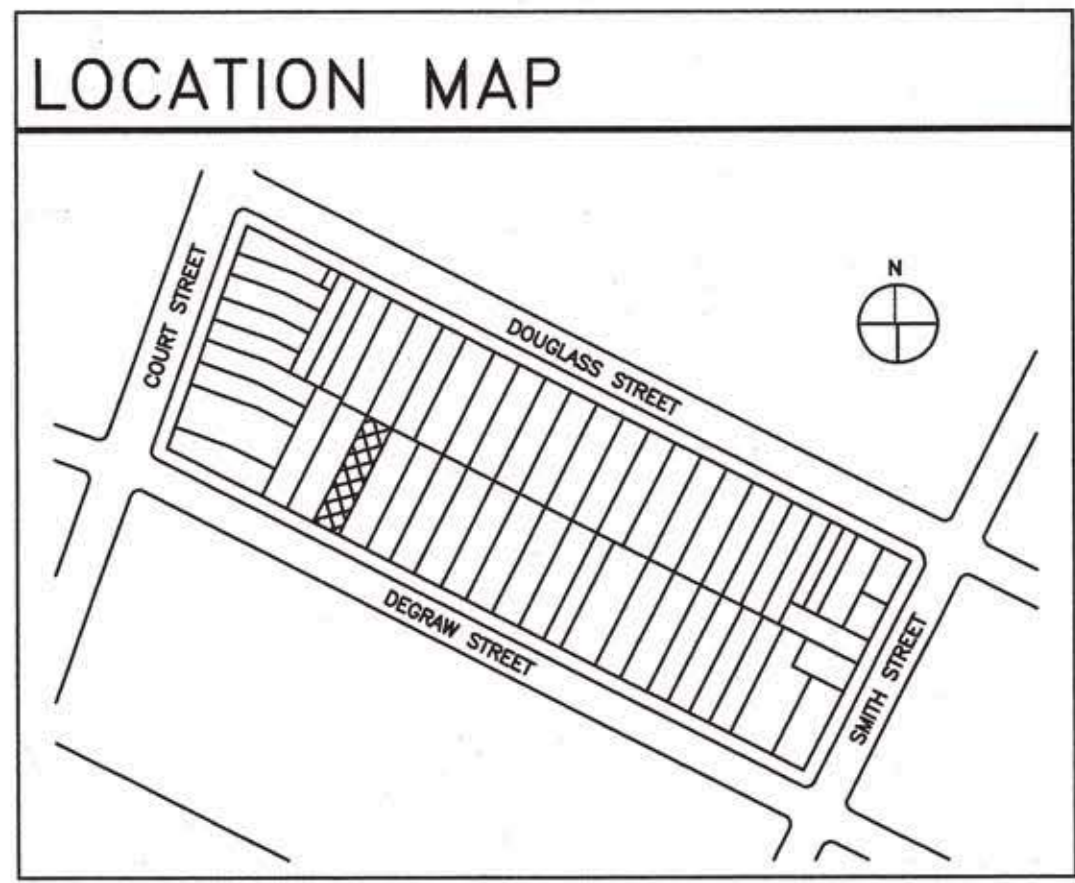 LOCATION MAP
N
COURT STREET
DOUGLASS STREET
DEGRAW STREET
SMITH STREET